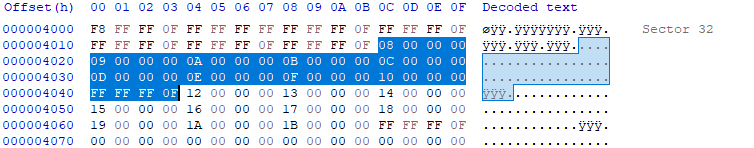 Offset(h) 00 01 02 03 04 05 06 07 08 09 0A 0B 0C 0D 0E 0F Decoded text
000004000 F8 FF FF 0F FF FF FF FF FF FF FF 0F FF FF FF 0F øÿÿ.ÿÿÿÿÿÿÿ.ÿÿÿ. Sector 32
000004010 FF FF FF 0F FF FF FF 0F FF FF FF 0F 08 00 00 00 ÿÿÿ.ÿÿÿ.ÿÿÿ.....
000004020 09 00 00 00 0A 00 00 00 0B 00 00 00 0C 00 00 00 ................
000004030 0D 00 00 00 0E 00 00 00 0F 00 00 00 10 00 00 00 ................
000004040 FF FF FF 0F 12 00 00 00 13 00 00 00 14 00 00 00 ÿÿÿ.............
000004050 15 00 00 00 16 00 00 00 17 00 00 00 18 00 00 00 ................
000004060 19 00 00 00 1A 00 00 00 1B 00 00 00 FF FF FF 0F ............ÿÿÿ.
000004070 00 00 00 00 00 00 00 00 00 00 00 00 00 00 00 00 ................